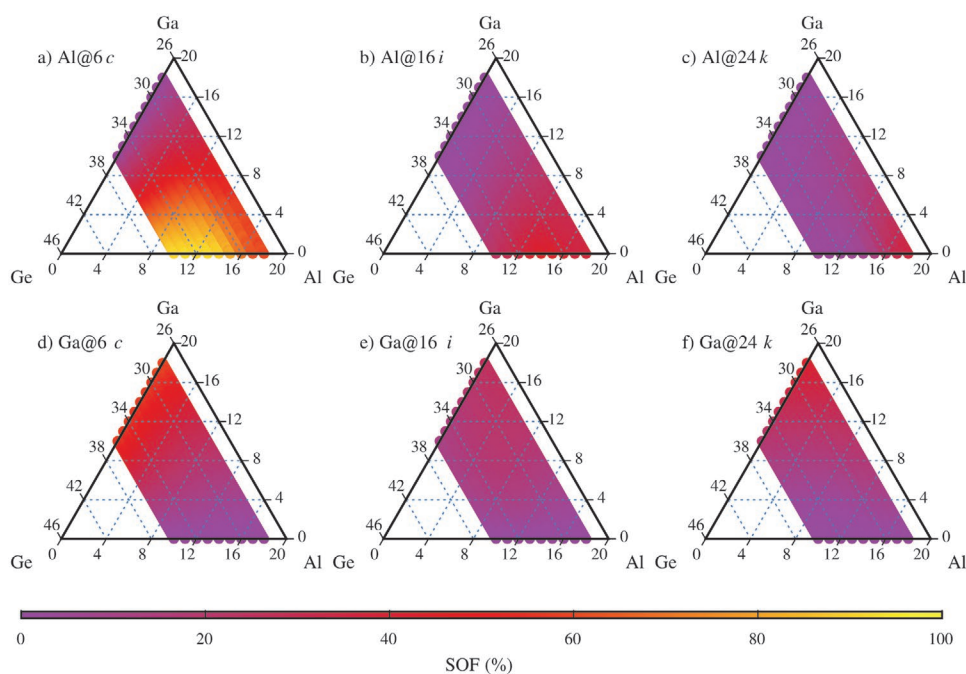 Ga Ga Ga
a) Al@6 c 26 20 b) Al@16 i 26 20 c) Al@24 k 26 20
30 16 30 16 30 16
34 12 34 12 34 12
38 8 38 8 38 8
42 4 42 4 42 4
46 0 46 0 46 0
0 4 8 12 16 20 0 4 8 12 16 20 0 4 8 12 16 20
Ge Al Ge Al Ge Al
Ga Ga Ga
d) Ga@6 c 26 20 e) Ga@16 i 26 20 f) Ga@24 k 26 20
30 16 30 16 30 16
34 12 34 12 34 12
38 8 38 8 38 8
42 4 42 4 42 4
46 0 46 0 46 0
Ge 0 4 8 12 16 20 Al Ge 0 4 8 12 16 20 Al Ge 0 4 8 12 16 20 Al
0 20 40 60 80 100
SOF (%)